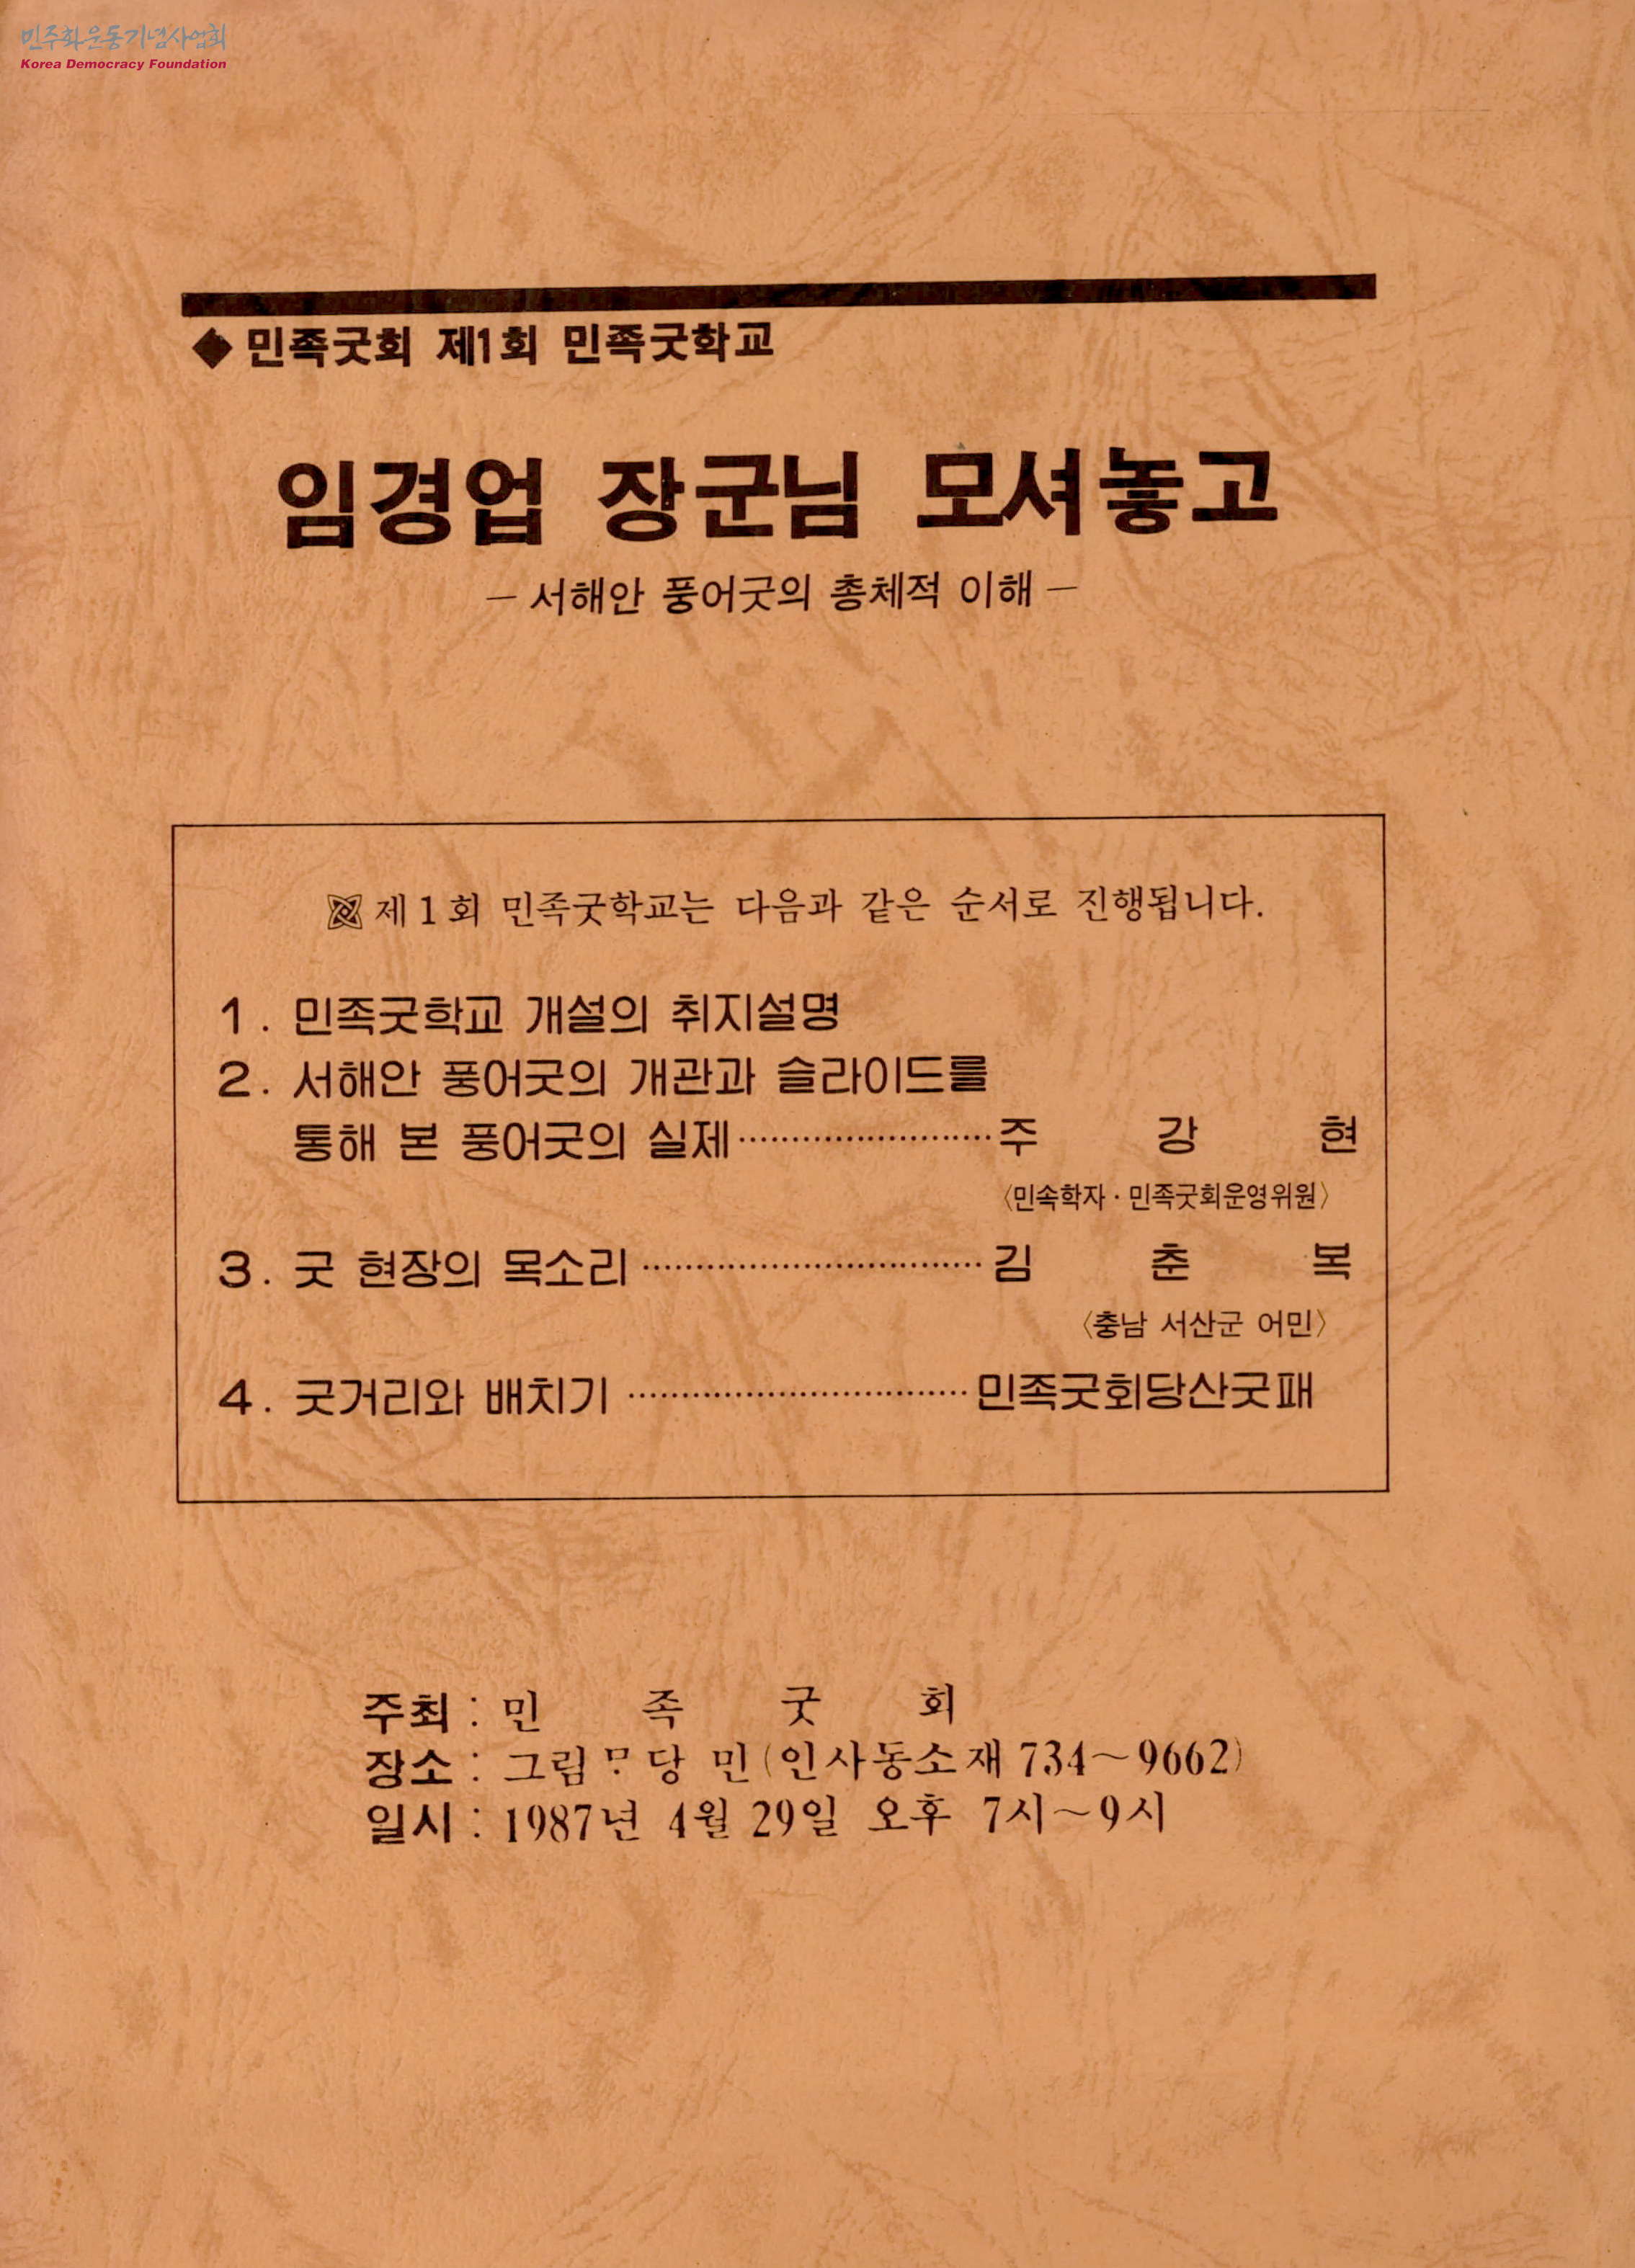 민주화운동기념사업회
Korea Democracy Foundation
◆ 민족굿회 제1회 민족굿학교
임경업 장군님 모셔놓고
— 서해안 풍어굿의 총체적 이해 —
제1회 민족굿학교는 다음과 같은 순서로 진행됩니다.
1. 민족굿학교 개설의 취지설명
2. 서해안 풍어굿의 개관과 슬라이드를
통해 본 풍어굿의 실제 ························ 주 강 현
〈민속학자·민족굿회운영위원〉
3. 굿 현장의 목소리 ································ 김 춘 복
〈충남 서산군 어민〉
4. 굿거리와 배치기 ································ 민족굿회당산굿패
주최 : 민 족 굿 회
장소 : 그림ᄆᆞ당 민(인사동소재 734~9662)
일시 : 1987년 4월 29일 오후 7시~9시